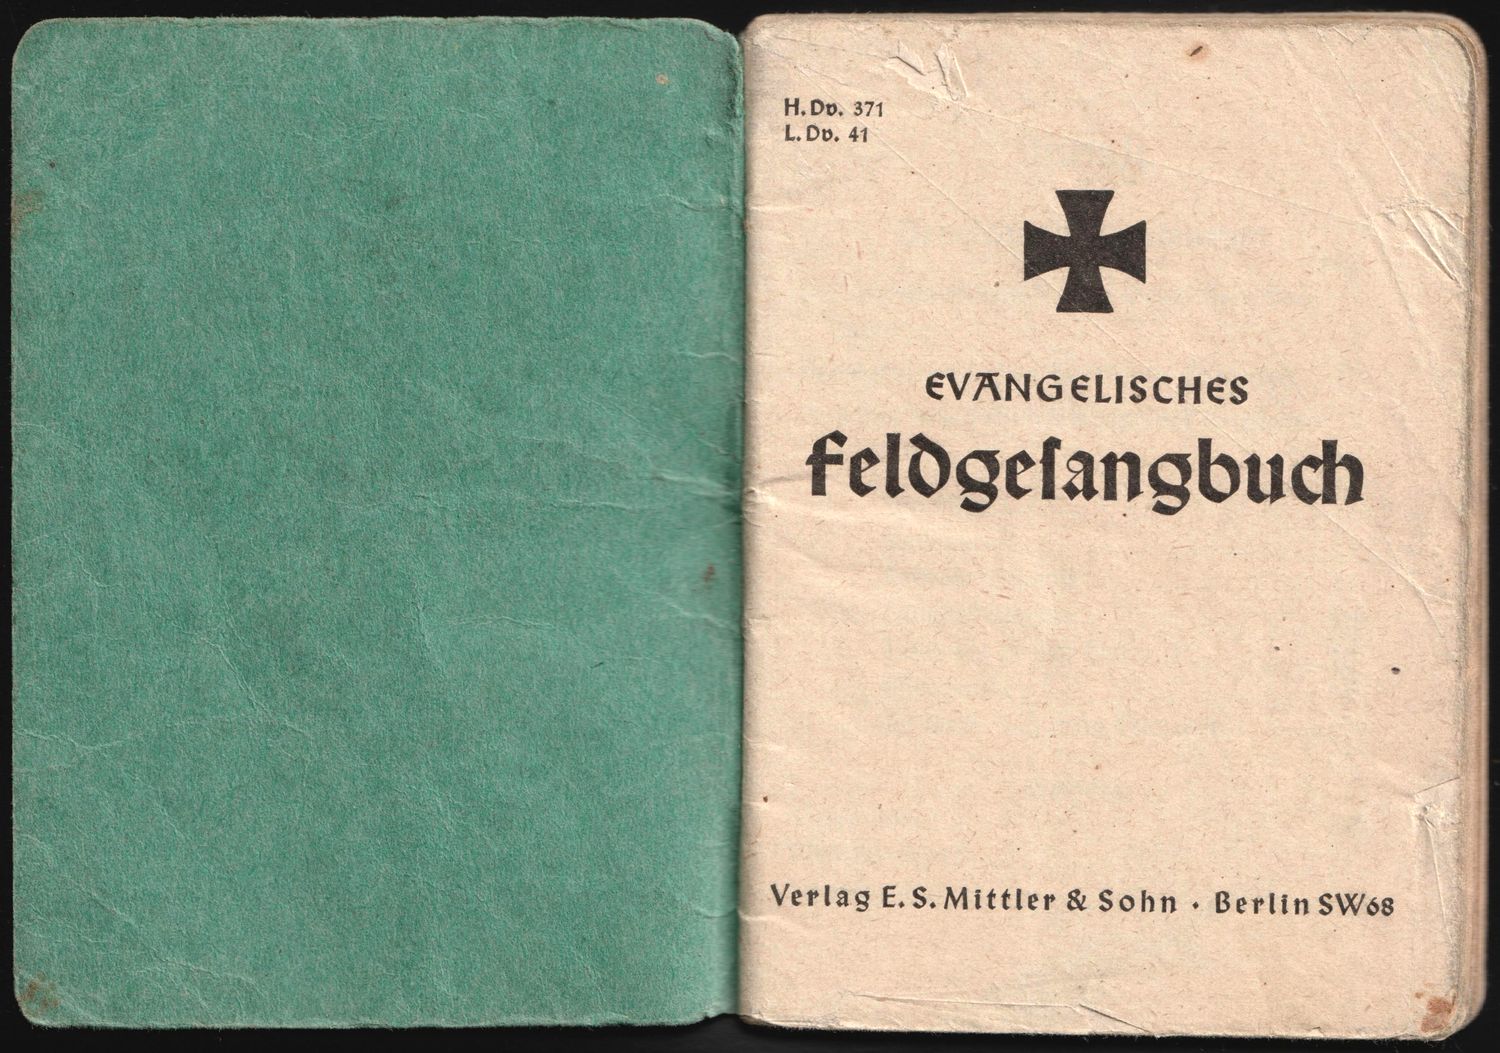 H.Dv. 371
L.Dv. 41
EVANGELISCHES
Feldgeſangbuch
Verlag E. S. Mittler & Sohn · Berlin SW68